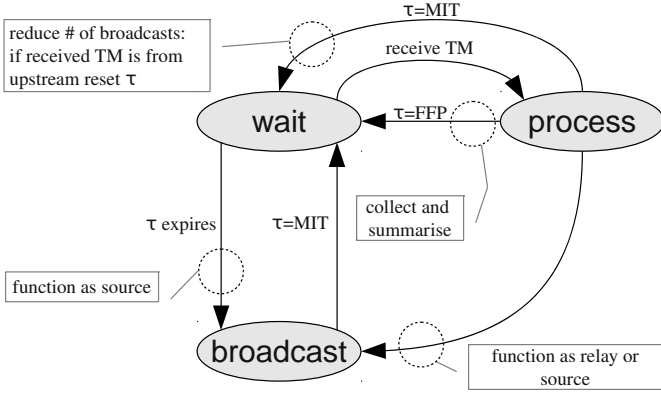 reduce # of broadcasts:
if received TM is from
upstream reset τ
τ=MIT
receive TM
wait
τ=FFP
process
collect and
summarise
τ expires
τ=MIT
function as source
broadcast
function as relay or
source